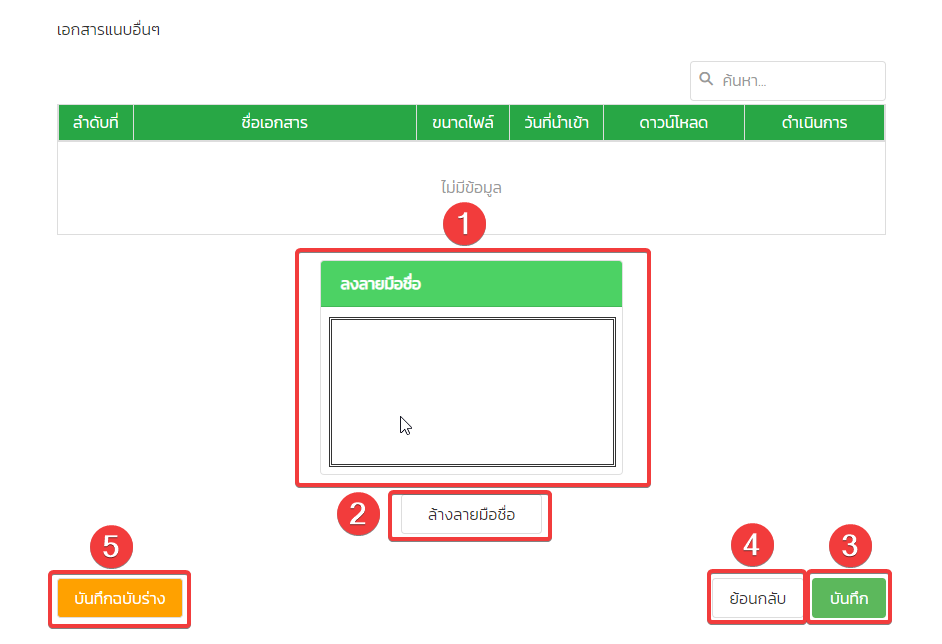 เอกสารแนบอื่นๆ
ค้นหา...
ลำดับที่ ชื่อเอกสาร ขนาดไฟล์ วันที่นำเข้า ดาวน์โหลด ดำเนินการ
ไม่มีข้อมูล
1
ลงลายมือชื่อ
2 ล้างลายมือชื่อ
5 4 3
บันทึกฉบับร่าง ย้อนกลับ บันทึก